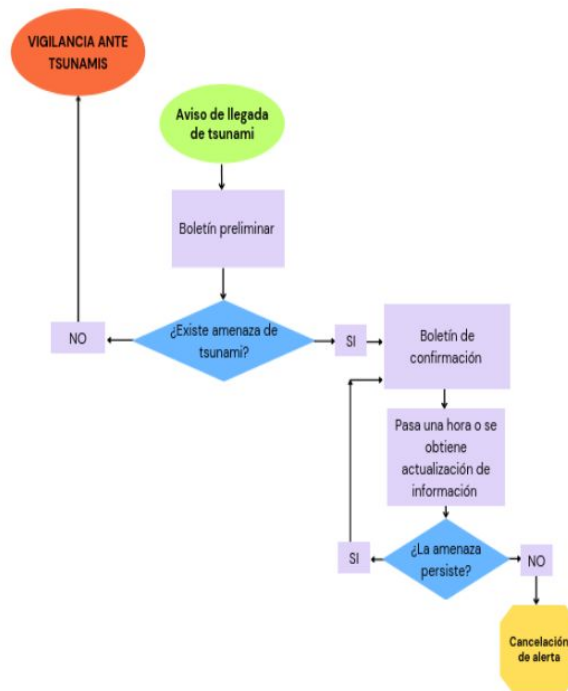 VIGILANCIA ANTE
TSUNAMIS
Aviso de llegada
de tsunami
Boletín preliminar
¿Existe amenaza de
tsunami?
NO
SI
Boletín de
confirmación
Pasa una hora o se
obtiene
actualización de
información
¿La amenaza
persiste?
SI
NO
Cancelación
de alerta